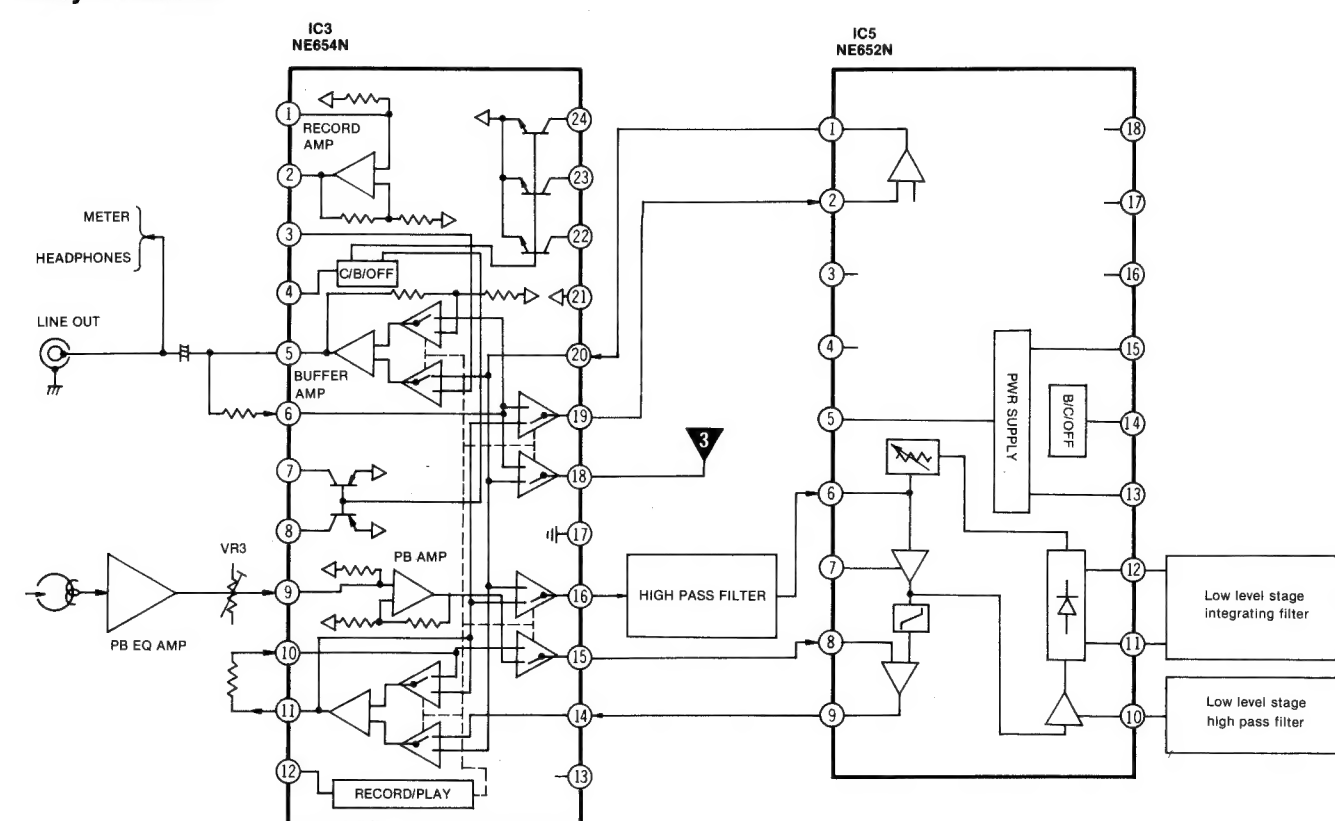 IC3
NE654N
IC5
NE652N
1
RECORD
AMP
2
3
C/B/OFF
4
METER
HEADPHONES
LINE OUT
5
BUFFER
AMP
6
7
8
VR3
PB AMP
9
PB EQ AMP
10
11
12
RECORD/PLAY
24
23
22
21
20
19
18
3
17
16
HIGH PASS FILTER
15
14
13
1
2
3
4
5
6
7
8
9
PWR SUPPLY
B/C/OFF
18
17
16
15
14
13
12
11
10
Low level stage
integrating filter
Low level stage
high pass filter